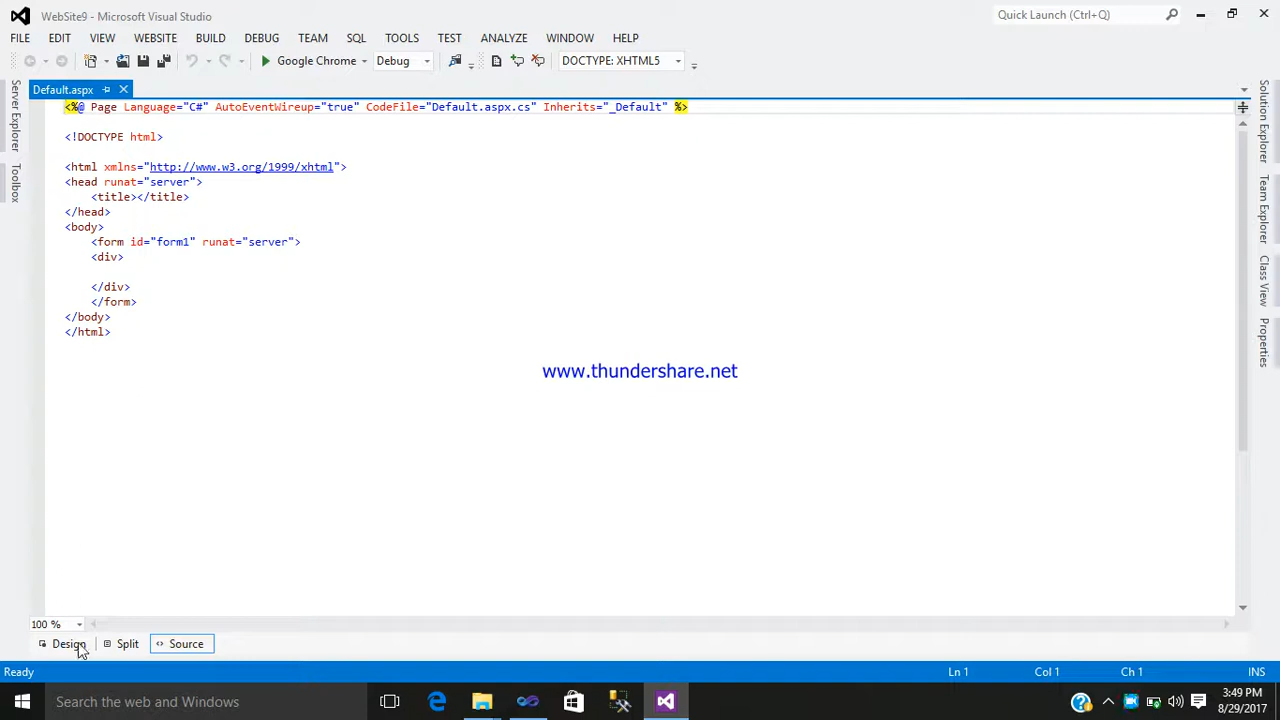 WebSite9 - Microsoft Visual Studio
Quick Launch (Ctrl+Q)
FILE EDIT VIEW WEBSITE BUILD DEBUG TEAM SQL TOOLS TEST ANALYZE WINDOW HELP
Google Chrome Debug DOCTYPE: XHTML5
Default.aspx
<%@ Page Language="C#" AutoEventWireup="true" CodeFile="Default.aspx.cs" Inherits="_Default" %>
<!DOCTYPE html>
<html xmlns="http://www.w3.org/1999/xhtml">
<head runat="server">
<title></title>
</head>
<body>
<form id="form1" runat="server">
<div>
</div>
</form>
</body>
</html>
www.thundershare.net
Server Explorer
Toolbox
Solution Explorer
Team Explorer
Class View
Properties
100 %
Design Split Source
Ready Ln 1 Col 1 Ch 1 INS
Search the web and Windows
3:49 PM
8/29/2017